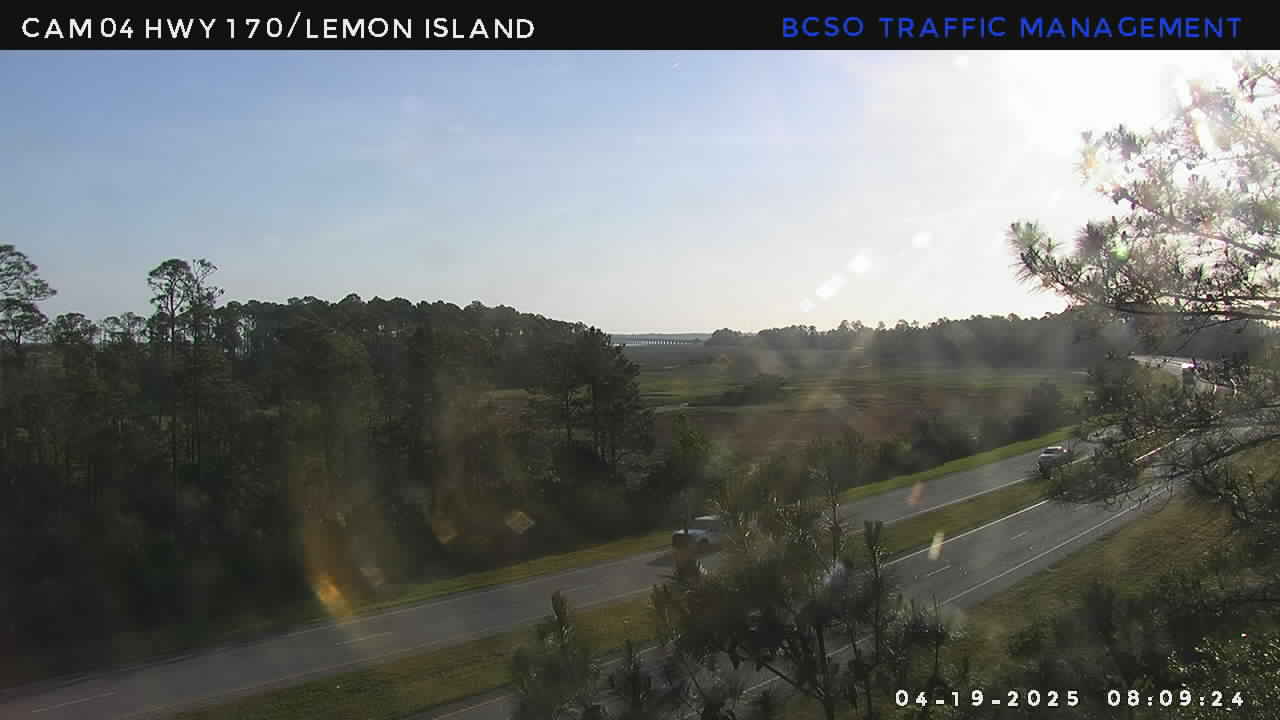 CAM04 HWY170/LEMON ISLAND
BCSO TRAFFIC MANAGEMENT
04-19-2025 08:09:24